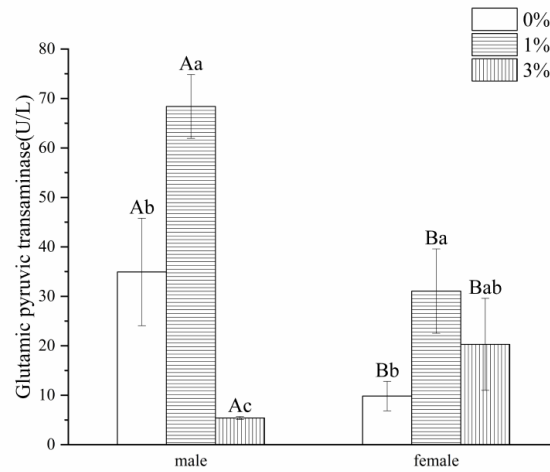 0%
1%
3%
Glutamic pyruvic transaminase(U/L)
80
70
60
50
40
30
20
10
0
Ab
Aa
Ac
Bb
Ba
Bab
male
female